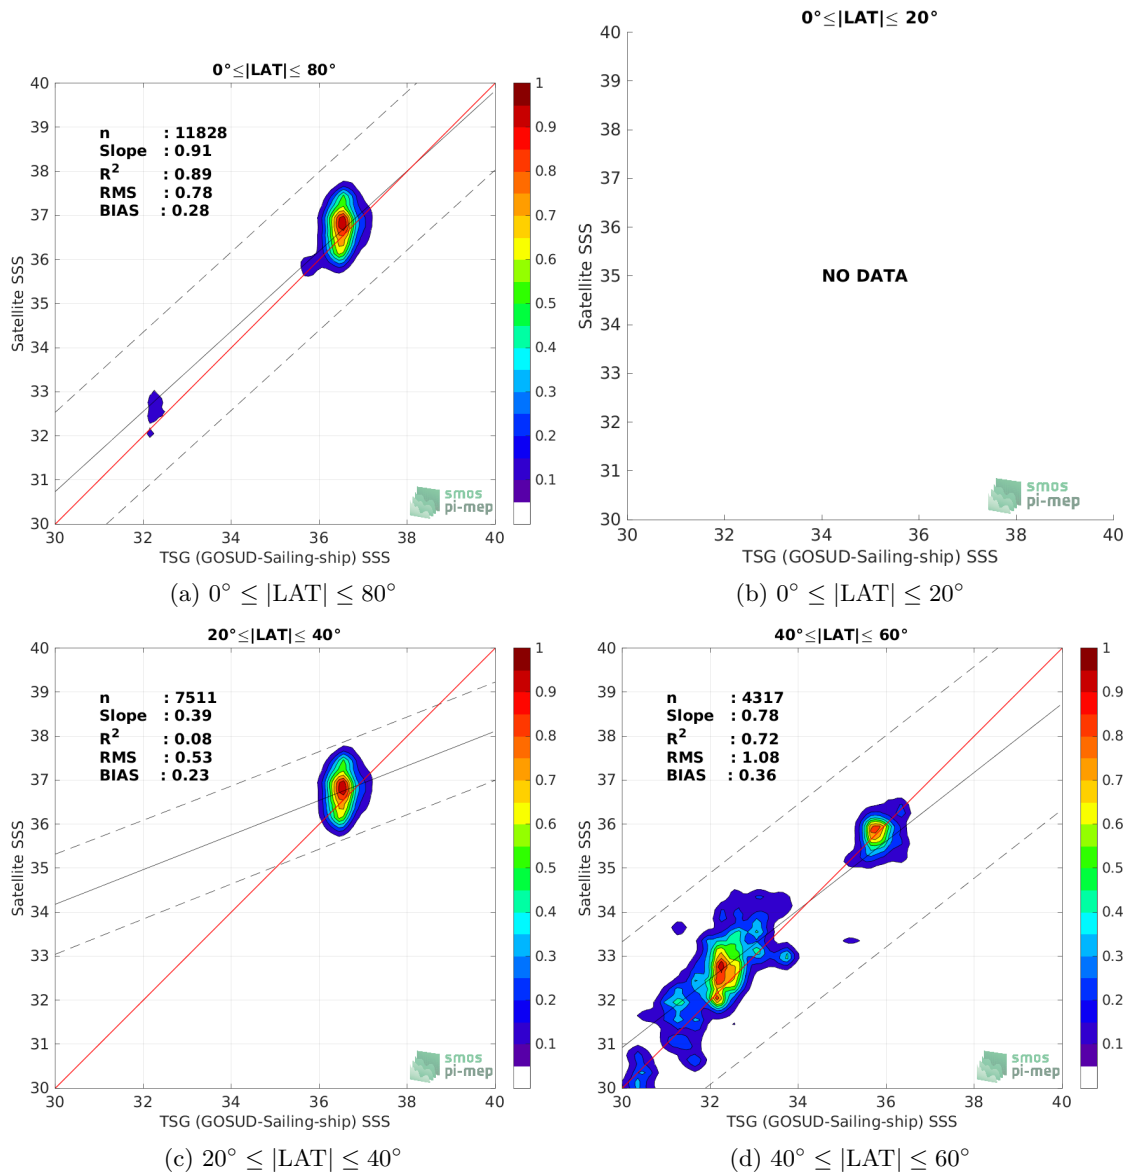 0°≤|LAT|≤ 80°
40
39
38
37
36
35
34
33
32
31
30
Satellite SSS
n : 11828
Slope : 0.91
R² : 0.89
RMS : 0.78
BIAS : 0.28
smos
pi-mep
30 32 34 36 38 40
TSG (GOSUD-Sailing-ship) SSS
1
0.9
0.8
0.7
0.6
0.5
0.4
0.3
0.2
0.1
(a) 0° ≤ |LAT| ≤ 80°
0°≤|LAT|≤ 20°
40
39
38
37
36
35
34
33
32
31
30
Satellite SSS
NO DATA
smos
pi-mep
30 32 34 36 38 40
TSG (GOSUD-Sailing-ship) SSS
(b) 0° ≤ |LAT| ≤ 20°
20°≤|LAT|≤ 40°
40
39
38
37
36
35
34
33
32
31
30
Satellite SSS
n : 7511
Slope : 0.39
R² : 0.08
RMS : 0.53
BIAS : 0.23
smos
pi-mep
30 32 34 36 38 40
TSG (GOSUD-Sailing-ship) SSS
1
0.9
0.8
0.7
0.6
0.5
0.4
0.3
0.2
0.1
(c) 20° ≤ |LAT| ≤ 40°
40°≤|LAT|≤ 60°
40
39
38
37
36
35
34
33
32
31
30
Satellite SSS
n : 4317
Slope : 0.78
R² : 0.72
RMS : 1.08
BIAS : 0.36
smos
pi-mep
30 32 34 36 38 40
TSG (GOSUD-Sailing-ship) SSS
1
0.9
0.8
0.7
0.6
0.5
0.4
0.3
0.2
0.1
(d) 40° ≤ |LAT| ≤ 60°